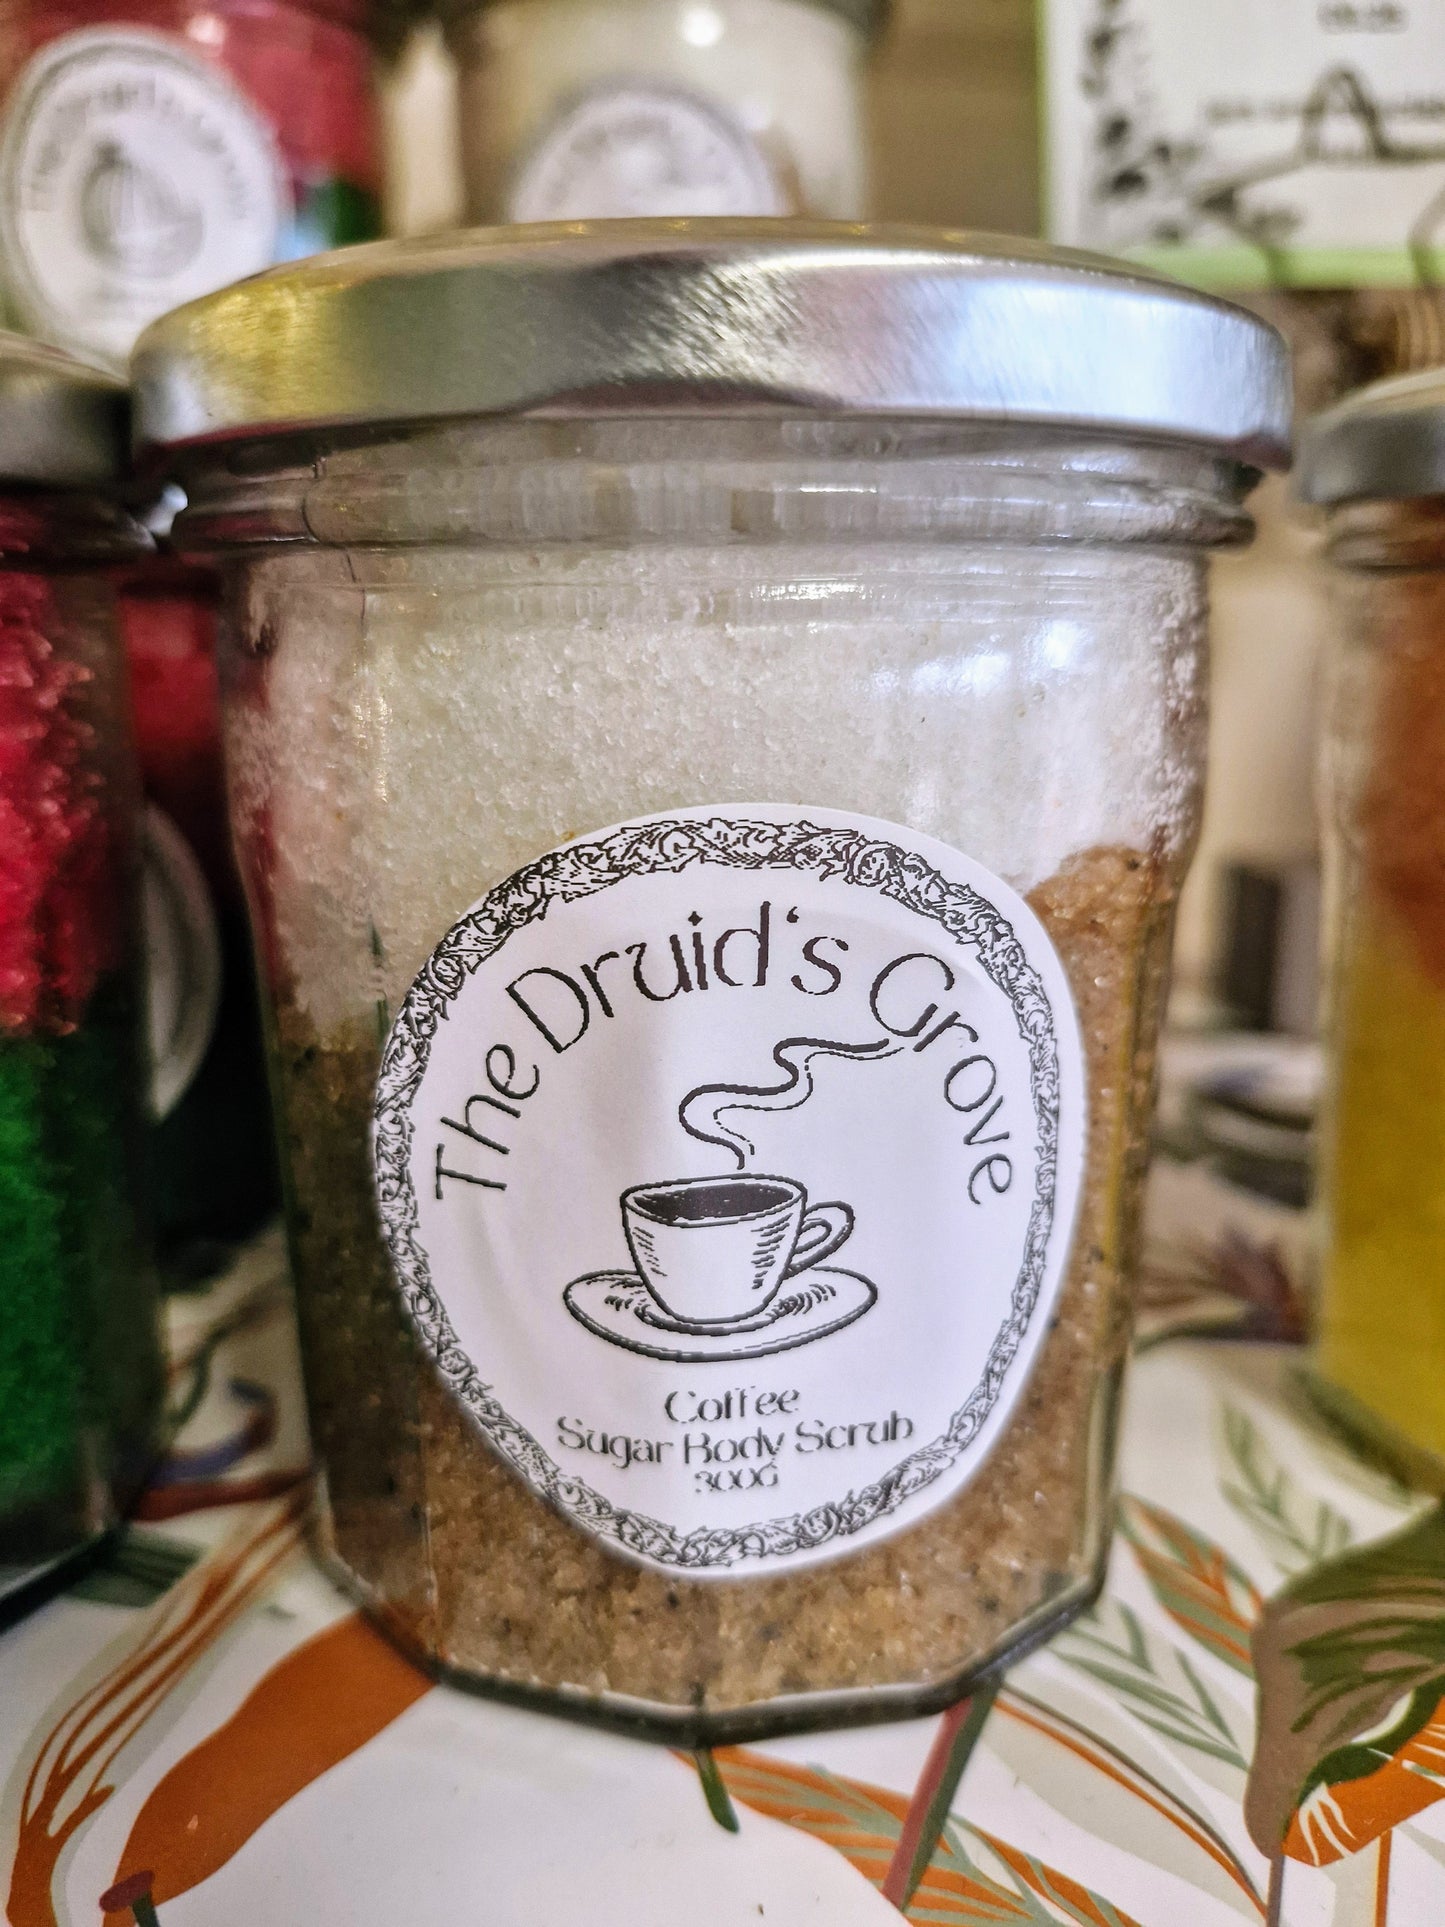 The Druid's Grove
Coffee
Sugar Body Scrub
300G